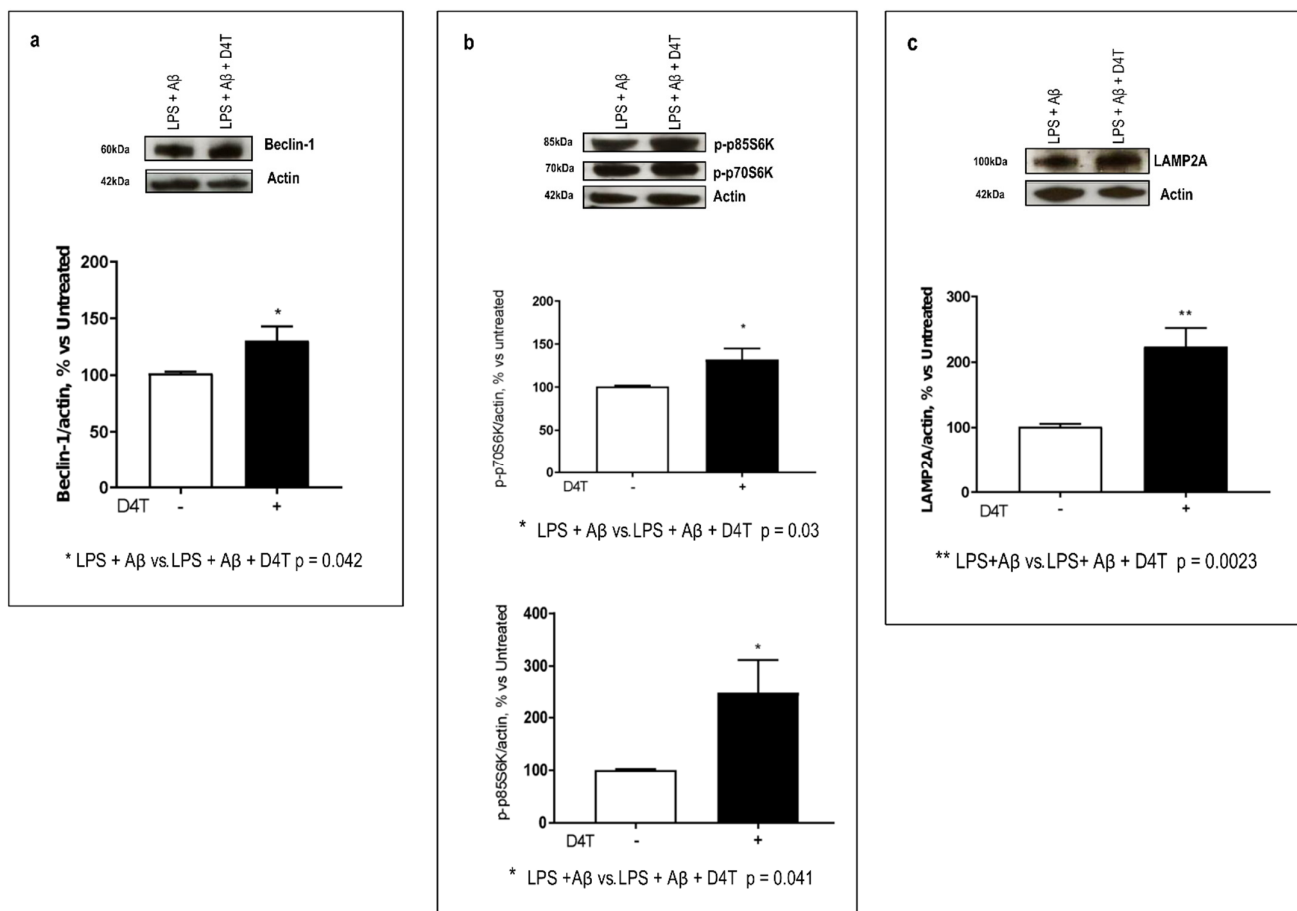 a
LPS + Aβ
LPS + Aβ + D4T
60kDa
Beclin-1
42kDa
Actin
Beclin-1/actin, % vs Untreated
200
150
100
50
0
D4T - +
* LPS + Aβ vs.LPS + Aβ + D4T p = 0.042
b
LPS + Aβ
LPS + Aβ + D4T
85kDa
p-p85S6K
70kDa
p-p70S6K
42kDa
Actin
p-p70S6K/actin, % vs untreated
200
150
100
50
0
D4T - +
* LPS + Aβ vs.LPS + Aβ + D4T p = 0.03
p-p85S6K/actin, % vs Untreated
400
300
200
100
0
D4T - +
* LPS +Aβ vs.LPS + Aβ + D4T p = 0.041
c
LPS + Aβ
LPS + Aβ + D4T
100kDa
LAMP2A
42kDa
Actin
LAMP2A/actin, % vs Untreated
300
200
100
0
D4T - +
** LPS+Aβ vs.LPS+ Aβ + D4T p = 0.0023
*
*
*
**